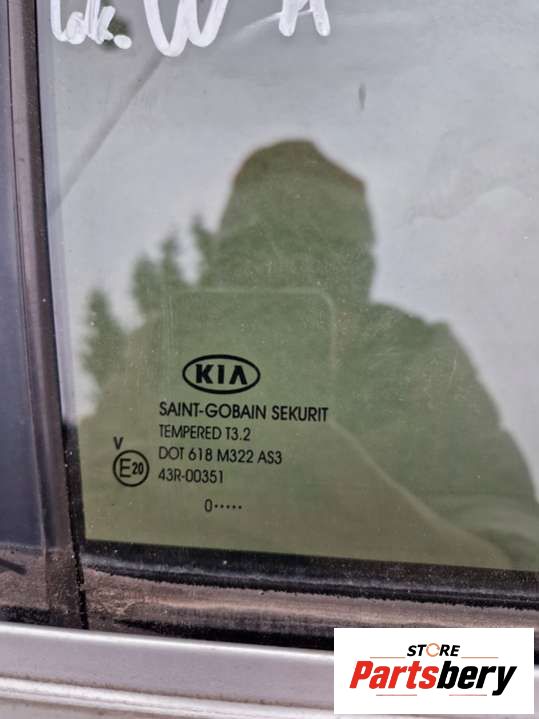 W A
KIA
SAINT-GOBAIN SEKURIT
TEMPERED T3.2
V
DOT 618 M322 AS3
E20
43R-00351
0·····
STORE
Partsbery